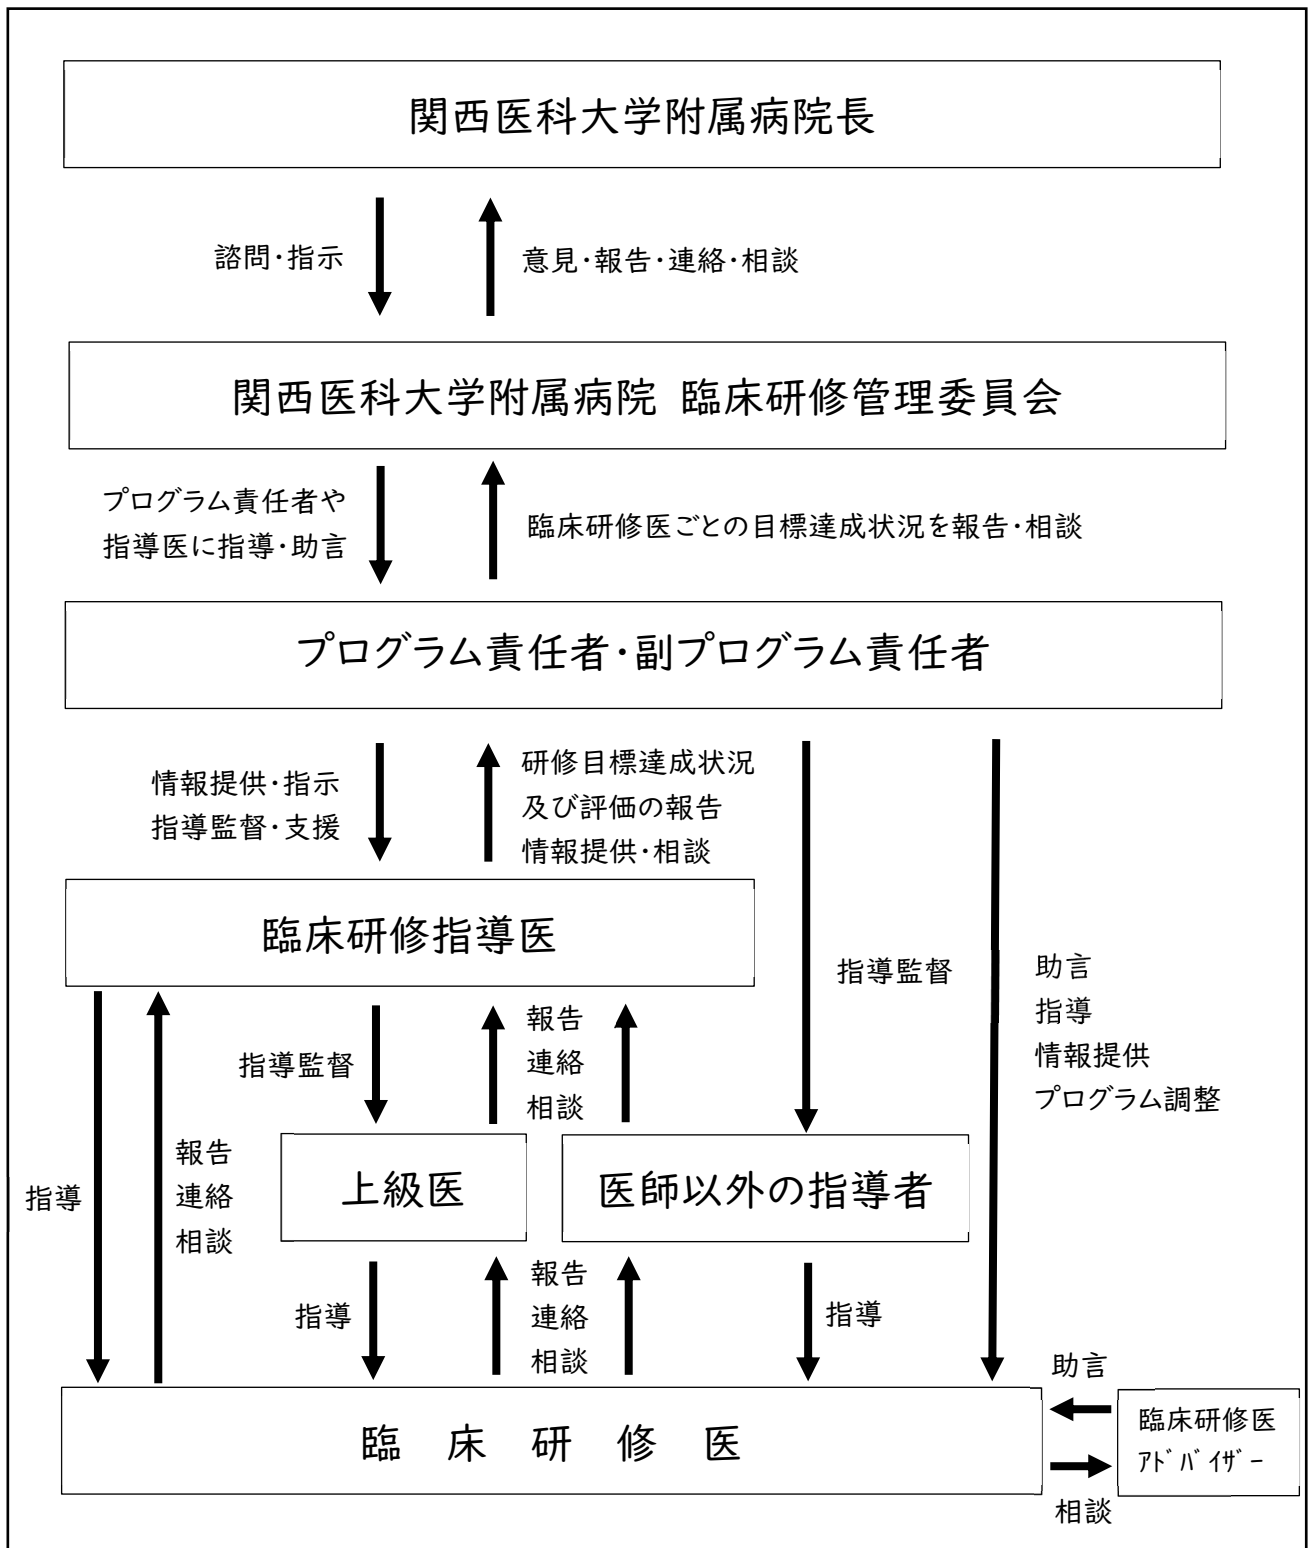 関西医科大学附属病院長
諮問・指示
意見・報告・連絡・相談
関西医科大学附属病院 臨床研修管理委員会
プログラム責任者や
指導医に指導・助言
臨床研修医ごとの目標達成状況を報告・相談
プログラム責任者・副プログラム責任者
情報提供・指示
指導監督・支援
研修目標達成状況
及び評価の報告
情報提供・相談
指導監督
助言
指導
情報提供
プログラム調整
臨床研修指導医
指導
報告
連絡
相談
指導監督
報告
連絡
相談
上級医
医師以外の指導者
指導
報告
連絡
相談
指導
臨床研修医
助言
相談
臨床研修医
ｱﾄﾞﾊﾞｲｻﾞｰ